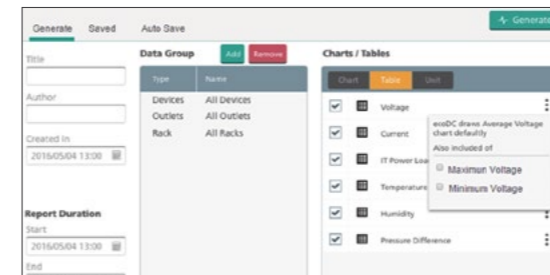 Generate Saved Auto Save
Generate
Title
Author
Created In
2016/05/04 13:00
Report Duration
Start
2016/05/04 13:00
End
Data Group Add Remove
Type Name
Devices All Devices
Outlets All Outlets
Rack All Racks
Charts / Tables
Chart Table Unit
Voltage
Current
IT Power Loa
Temperature
Humidity
Pressure Difference
ecoDC draws Average Voltage
chart defaultly
Also included of
Maximun Voltage
Minimum Voltage